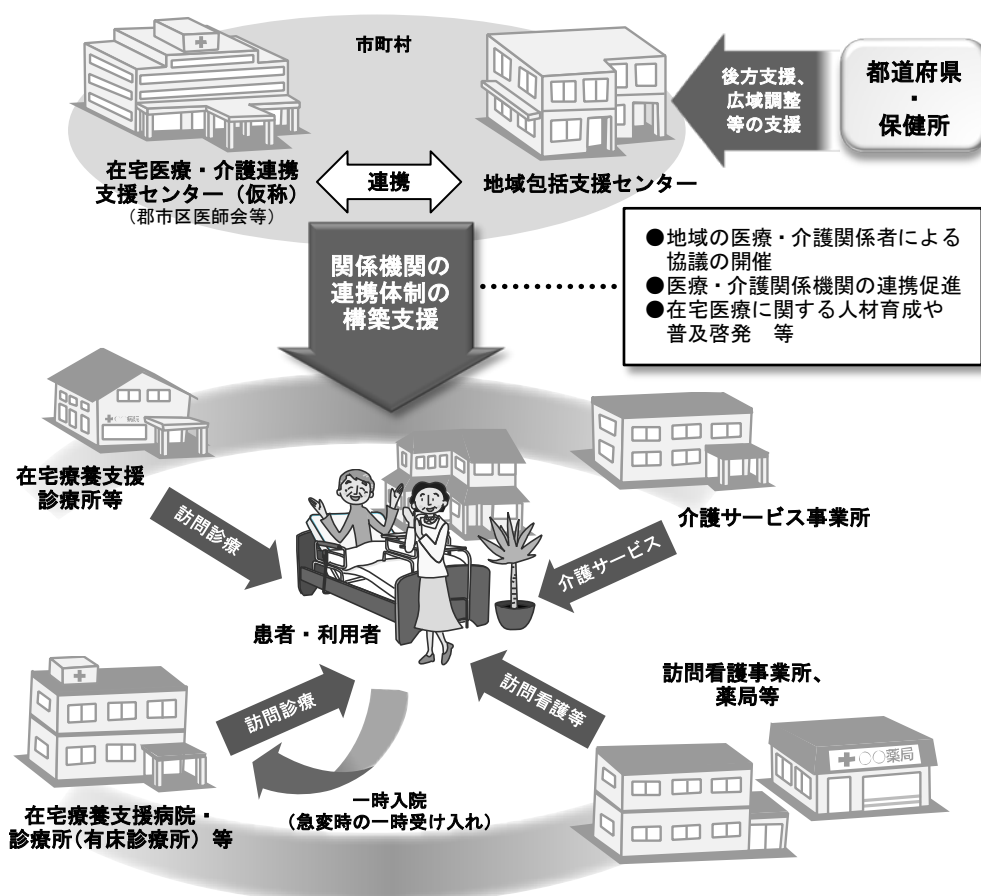 市町村
後方支援、
広域調整
等の支援
都道府県
・
保健所
在宅医療・介護連携
支援センター（仮称）
（郡市区医師会等）
連携
地域包括支援センター
関係機関の
連携体制の
構築支援
●地域の医療・介護関係者による
協議の開催
●医療・介護関係機関の連携促進
●在宅医療に関する人材育成や
普及啓発　等
○○病院
在宅療養支援
診療所等
介護サービス事業所
訪問診療
介護サービス
患者・利用者
訪問看護事業所、
薬局等
訪問診療
訪問看護等
○○薬局
一時入院
（急変時の一時受け入れ）
在宅療養支援病院・
診療所（有床診療所）等